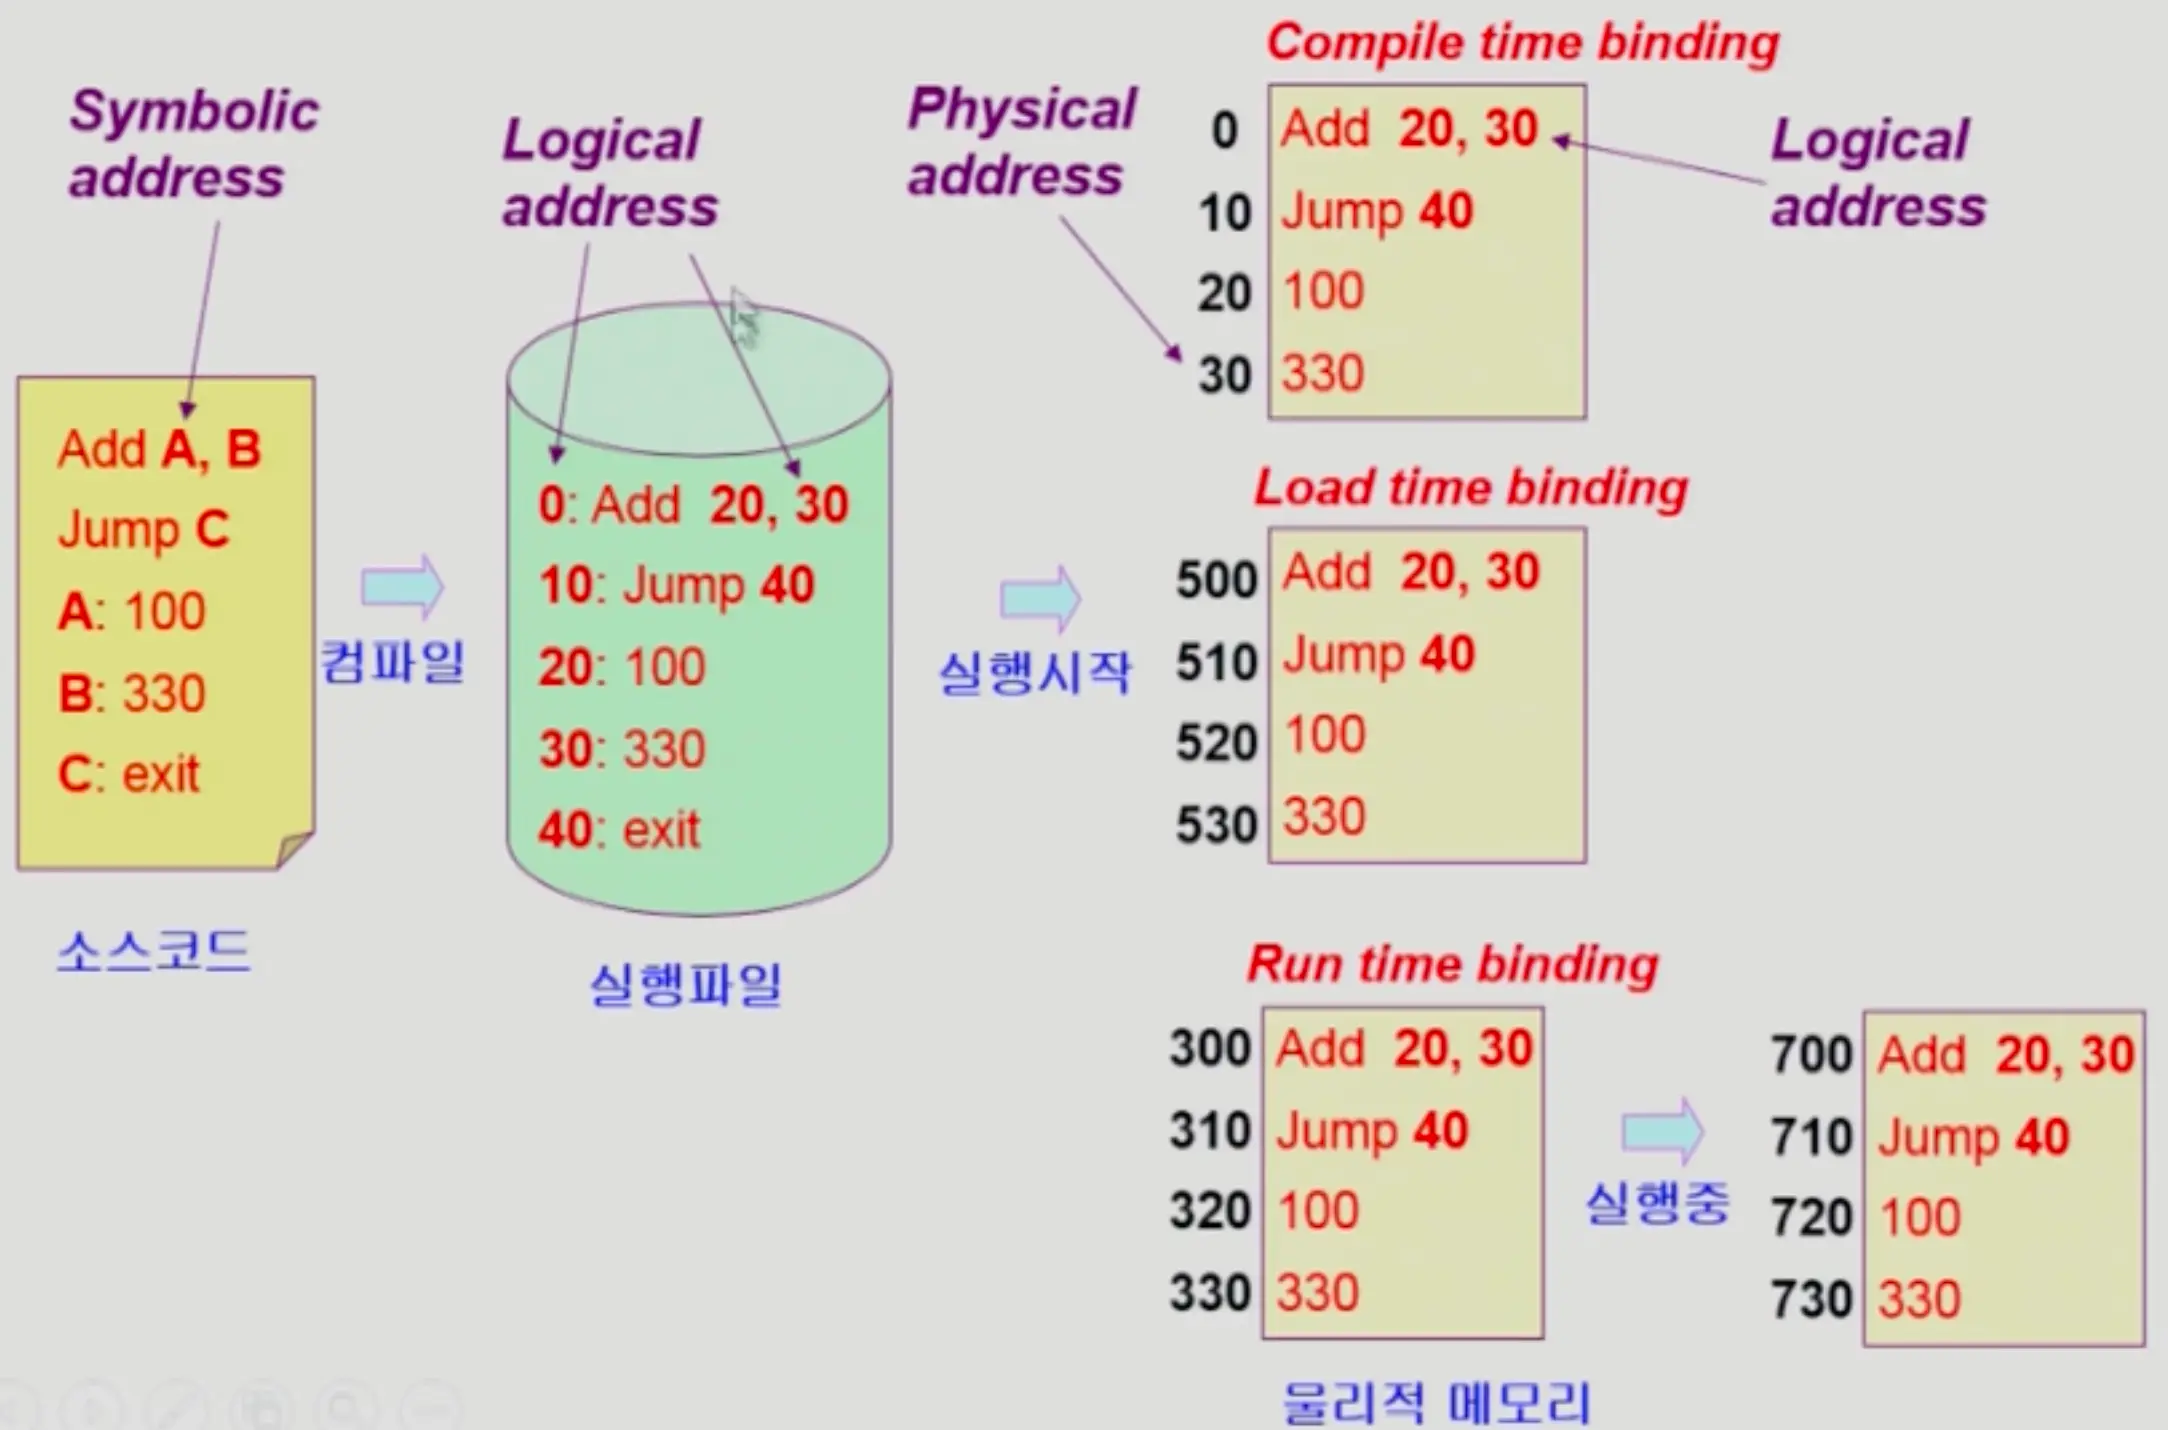 Symbolic
address
Add A, B
Jump C
A: 100
B: 330
C: exit
소스코드
컴파일
Logical
address
0: Add 20, 30
10: Jump 40
20: 100
30: 330
40: exit
실행파일
실행시작
Physical
address
Compile time binding
0 Add 20, 30
10 Jump 40
20 100
30 330
Logical
address
Load time binding
500 Add 20, 30
510 Jump 40
520 100
530 330
Run time binding
300 Add 20, 30
310 Jump 40
320 100
330 330
실행중
700 Add 20, 30
710 Jump 40
720 100
730 330
물리적 메모리